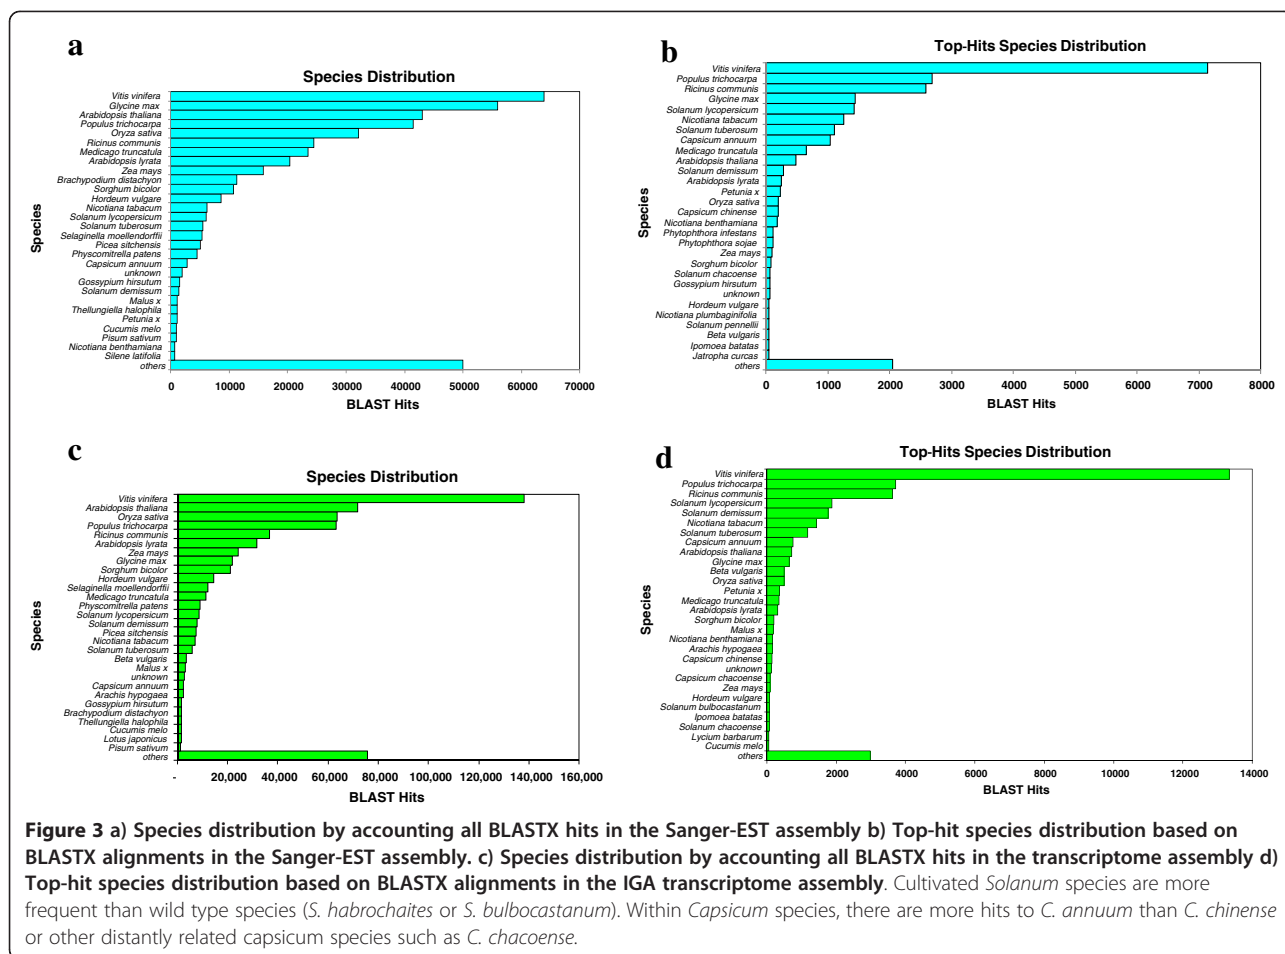 a
Species Distribution
Species
Vitis vinifera
Glycine max
Arabidopsis thaliana
Populus trichocarpa
Oryza sativa
Ricinus communis
Medicago truncatula
Arabidopsis lyrata
Zea mays
Brachypodium distachyon
Sorghum bicolor
Hordeum vulgare
Nicotiana tabacum
Solanum lycopersicum
Solanum tuberosum
Selaginella moellendorffii
Picea sitchensis
Physcomitrella patens
Capsicum annuum
unknown
Gossypium hirsutum
Solanum demissum
Malus x
Thellungiella halophila
Petunia x
Cucumis melo
Pisum sativum
Nicotiana benthamiana
Silene latifolia
others
0 10000 20000 30000 40000 50000 60000 70000
BLAST Hits
b
Top-Hits Species Distribution
Species
Vitis vinifera
Populus trichocarpa
Ricinus communis
Glycine max
Solanum lycopersicum
Nicotiana tabacum
Solanum tuberosum
Capsicum annuum
Medicago truncatula
Arabidopsis thaliana
Solanum demissum
Arabidopsis lyrata
Petunia x
Oryza sativa
Capsicum chinense
Nicotiana benthamiana
Phytophthora infestans
Phytophthora sojae
Zea mays
Sorghum bicolor
Solanum chacoense
Gossypium hirsutum
unknown
Hordeum vulgare
Nicotiana plumbaginifolia
Solanum pennellii
Beta vulgaris
Ipomoea batatas
Jatropha curcas
others
0 1000 2000 3000 4000 5000 6000 7000 8000
BLAST Hits
c
Species Distribution
Species
Vitis vinifera
Arabidopsis thaliana
Oryza sativa
Populus trichocarpa
Ricinus communis
Arabidopsis lyrata
Zea mays
Glycine max
Sorghum bicolor
Hordeum vulgare
Selaginella moellendorffii
Medicago truncatula
Physcomitrella patens
Solanum lycopersicum
Solanum demissum
Picea sitchensis
Nicotiana tabacum
Solanum tuberosum
Beta vulgaris
Malus x
unknown
Capsicum annuum
Arachis hypogaea
Gossypium hirsutum
Brachypodium distachyon
Thellungiella halophila
Cucumis melo
Lotus japonicus
Pisum sativum
others
- 20,000 40,000 60,000 80,000 100,000 120,000 140,000 160,000
BLAST Hits
d
Top-Hits Species Distribution
Species
Vitis vinifera
Populus trichocarpa
Ricinus communis
Solanum lycopersicum
Solanum demissum
Nicotiana tabacum
Solanum tuberosum
Capsicum annuum
Arabidopsis thaliana
Glycine max
Beta vulgaris
Oryza sativa
Petunia x
Medicago truncatula
Arabidopsis lyrata
Sorghum bicolor
Malus x
Nicotiana benthamiana
Arachis hypogaea
Capsicum chinense
unknown
Capsicum chacoense
Zea mays
Hordeum vulgare
Solanum bulbocastanum
Ipomoea batatas
Solanum chacoense
Lycium barbarum
Cucumis melo
others
0 2000 4000 6000 8000 10000 12000 14000
BLAST Hits
Figure 3 a) Species distribution by accounting all BLASTX hits in the Sanger-EST assembly b) Top-hit species distribution based on
BLASTX alignments in the Sanger-EST assembly. c) Species distribution by accounting all BLASTX hits in the transcriptome assembly d)
Top-hit species distribution based on BLASTX alignments in the IGA transcriptome assembly. Cultivated Solanum species are more
frequent than wild type species (S. habrochaites or S. bulbocastanum). Within Capsicum species, there are more hits to C. annuum than C. chinense
or other distantly related capsicum species such as C. chacoense.